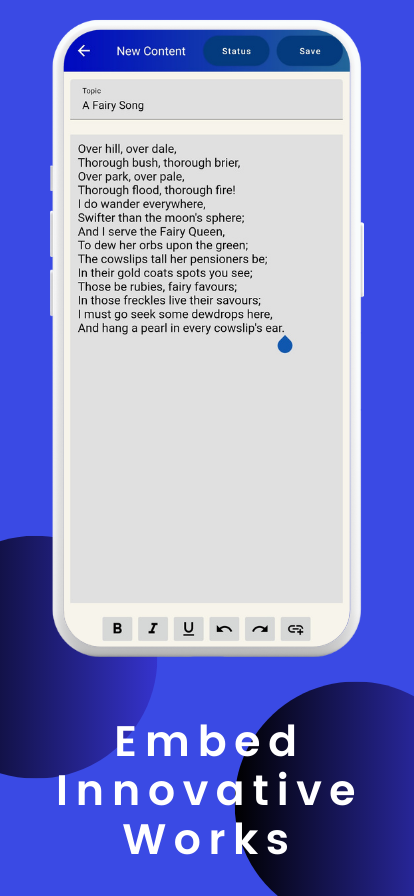 New Content
Status
Save
Topic
A Fairy Song
Over hill, over dale,
Thorough bush, thorough brier,
Over park, over pale,
Thorough flood, thorough fire!
I do wander everywhere,
Swifter than the moon's sphere;
And I serve the Fairy Queen,
To dew her orbs upon the green;
The cowslips tall her pensioners be;
In their gold coats spots you see;
Those be rubies, fairy favours;
In those freckles live their savours;
I must go seek some dewdrops here,
And hang a pearl in every cowslip's ear.
B I U
Embed
Innovative
Works